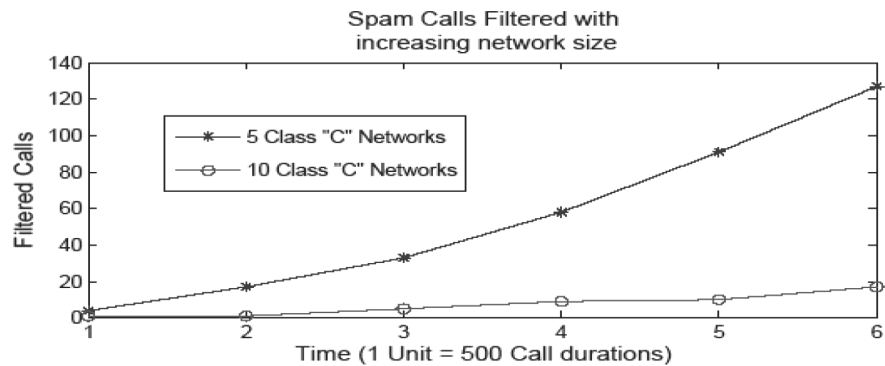 Spam Calls Filtered with
increasing network size
Filtered Calls
140
120
100
80
60
40
20
0
5 Class "C" Networks
10 Class "C" Networks
1 2 3 4 5 6
Time (1 Unit = 500 Call durations)